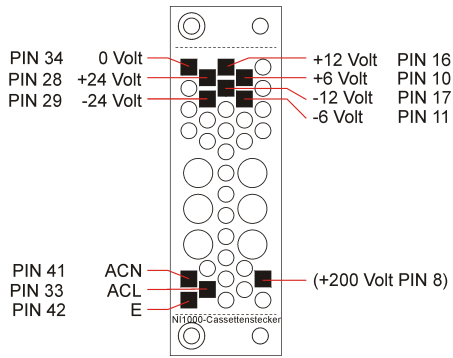 PIN 34 0 Volt +12 Volt PIN 16
PIN 28 +24 Volt +6 Volt PIN 10
PIN 29 -24 Volt -12 Volt PIN 17
-6 Volt PIN 11
PIN 41 ACN (+200 Volt PIN 8)
PIN 33 ACL
PIN 42 E
NI1000-Cassettenstecker